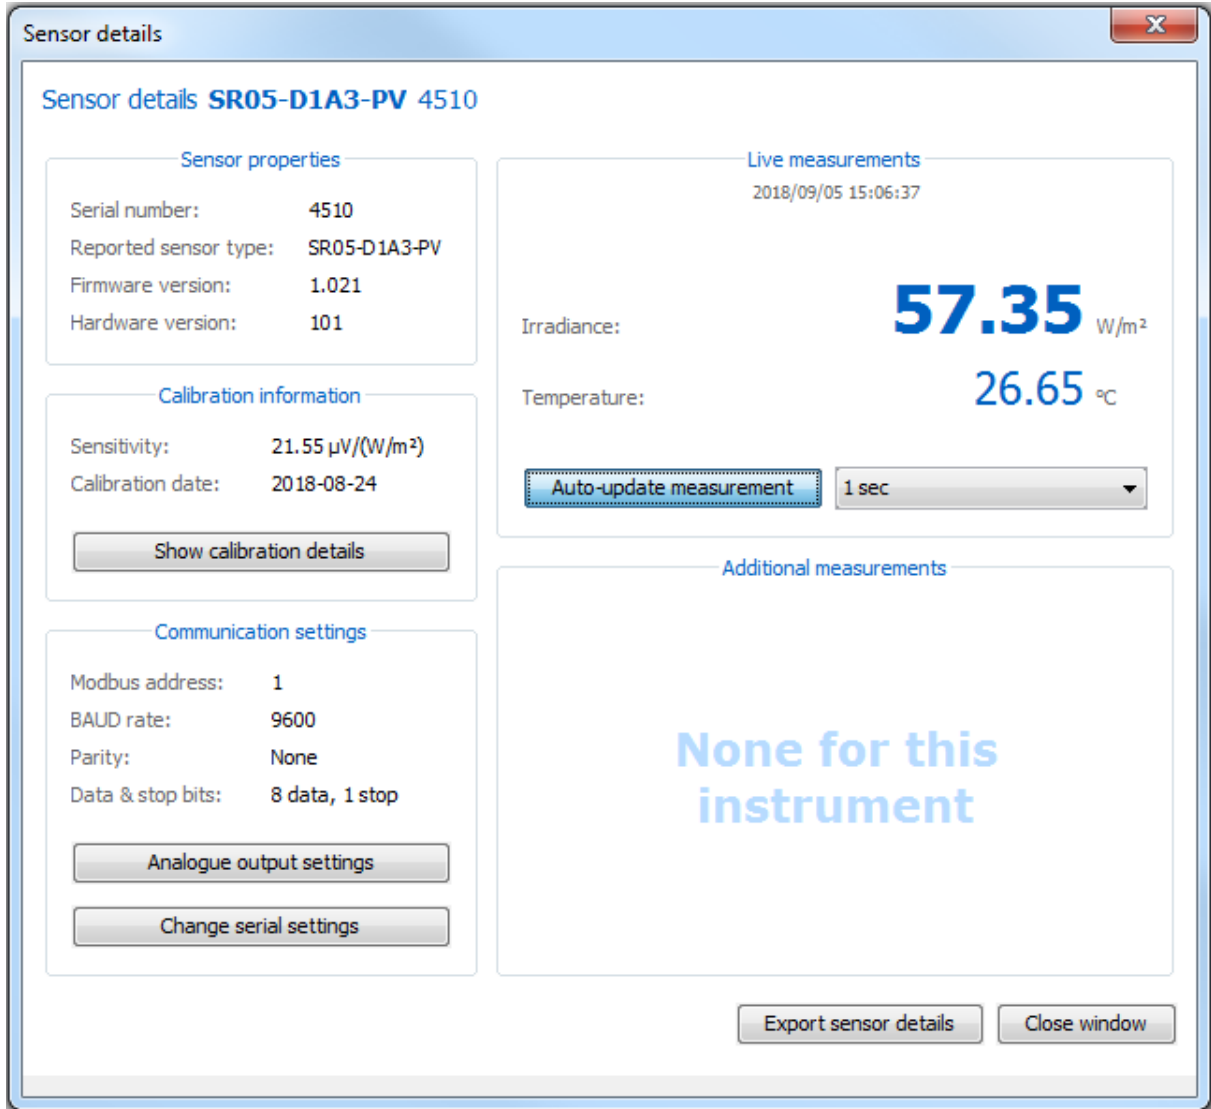 Sensor details
Sensor details SR05-D1A3-PV 4510
Sensor properties
Serial number: 4510
Reported sensor type: SR05-D1A3-PV
Firmware version: 1.021
Hardware version: 101
Calibration information
Sensitivity: 21.55 µV/(W/m²)
Calibration date: 2018-08-24
Show calibration details
Communication settings
Modbus address: 1
BAUD rate: 9600
Parity: None
Data & stop bits: 8 data, 1 stop
Analogue output settings
Change serial settings
Live measurements
2018/09/05 15:06:37
Irradiance: 57.35 W/m²
Temperature: 26.65 °C
Auto-update measurement 1 sec
Additional measurements
None for this
instrument
Export sensor details Close window